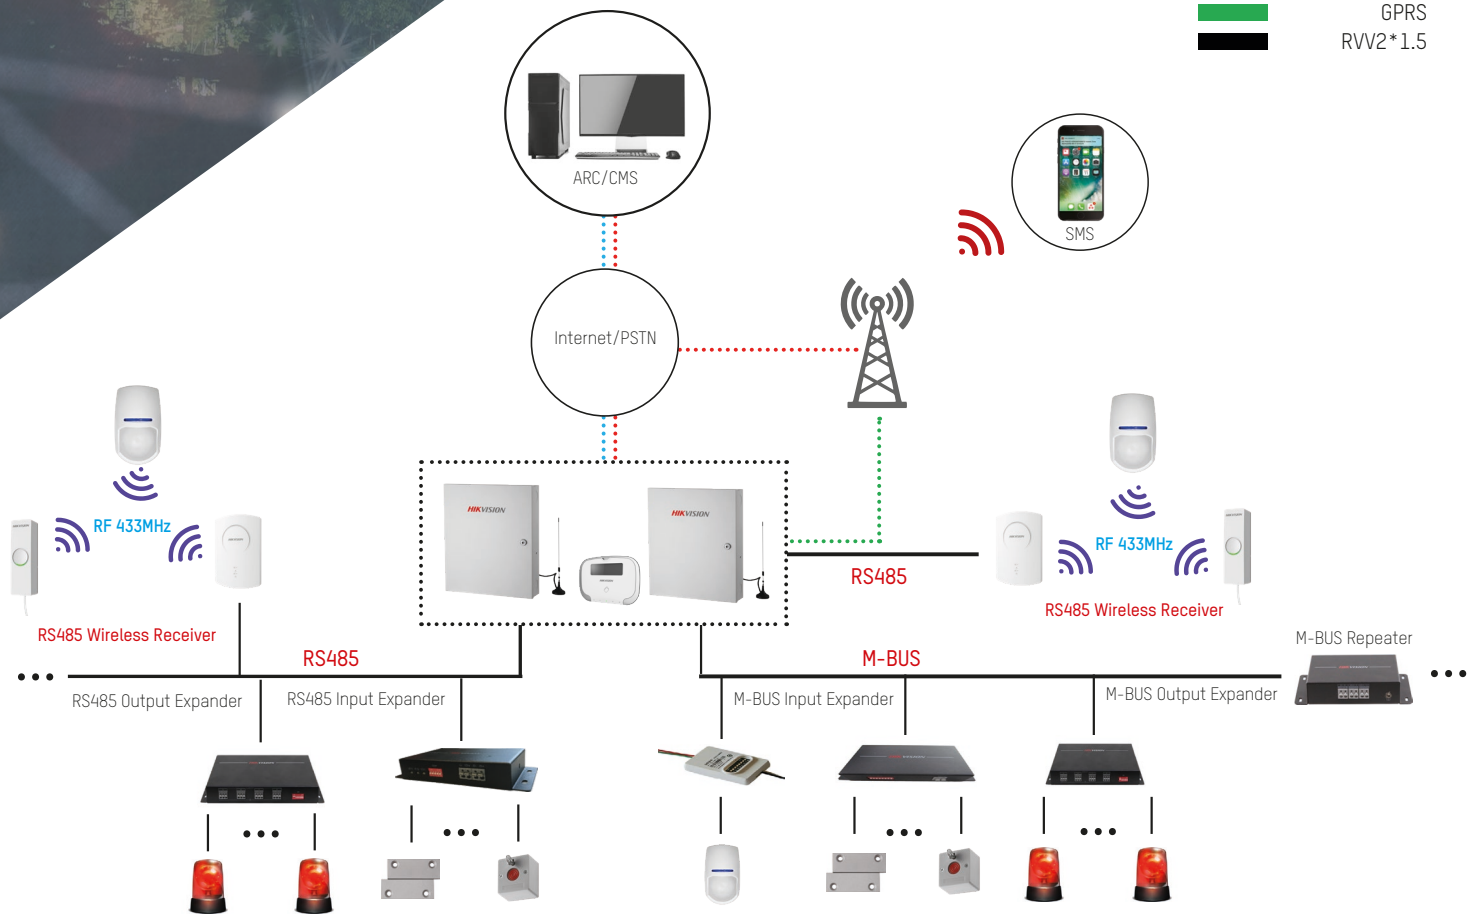 GPRS
RVV2*1.5
ARC/CMS
SMS
Internet/PSTN
HIKVISION
HIKVISION
RF 433MHz
RF 433MHz
RS485
RS485 Wireless Receiver
RS485 Wireless Receiver
RS485
M-BUS
M-BUS Repeater
RS485 Output Expander
RS485 Input Expander
M-BUS Input Expander
M-BUS Output Expander